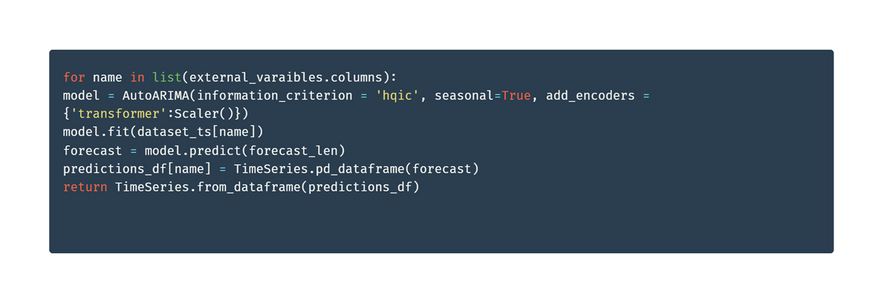 for name in list(external_varaibles.columns):
model = AutoARIMA(information_criterion = 'hqic', seasonal=True, add_encoders =
{'transformer':Scaler()})
model.fit(dataset_ts[name])
forecast = model.predict(forecast_len)
predictions_df[name] = TimeSeries.pd_dataframe(forecast)
return TimeSeries.from_dataframe(predictions_df)